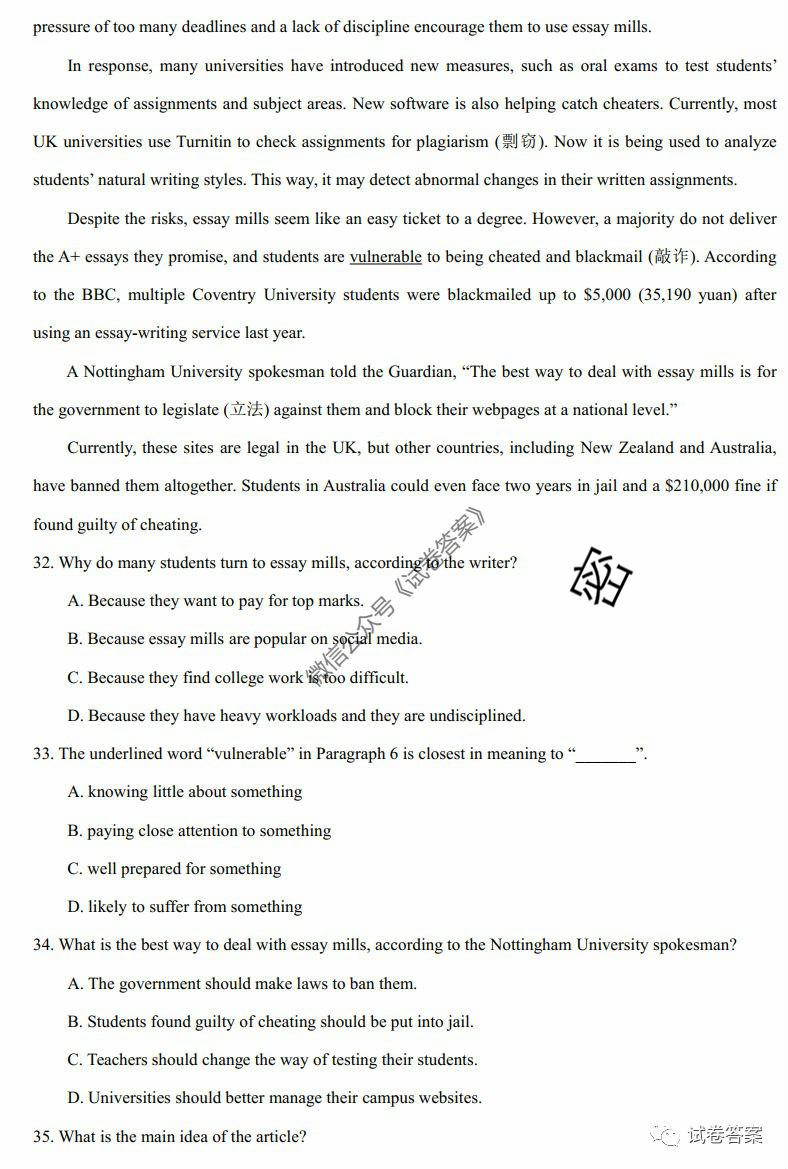 pressure of too many deadlines and a lack of discipline encourage them to use essay mills.
In response, many universities have introduced new measures, such as oral exams to test students’
knowledge of assignments and subject areas. New software is also helping catch cheaters. Currently, most
UK universities use Turnitin to check assignments for plagiarism (剽窃). Now it is being used to analyze
students’ natural writing styles. This way, it may detect abnormal changes in their written assignments.
Despite the risks, essay mills seem like an easy ticket to a degree. However, a majority do not deliver
the A+ essays they promise, and students are vulnerable to being cheated and blackmail (敲诈). According
to the BBC, multiple Coventry University students were blackmailed up to $5,000 (35,190 yuan) after
using an essay-writing service last year.
A Nottingham University spokesman told the Guardian, “The best way to deal with essay mills is for
the government to legislate (立法) against them and block their webpages at a national level.”
Currently, these sites are legal in the UK, but other countries, including New Zealand and Australia,
have banned them altogether. Students in Australia could even face two years in jail and a $210,000 fine if
found guilty of cheating.
32. Why do many students turn to essay mills, according to the writer?
A. Because they want to pay for top marks.
B. Because essay mills are popular on social media.
C. Because they find college work is too difficult.
D. Because they have heavy workloads and they are undisciplined.
微信公众号《试卷答案》
密
33. The underlined word “vulnerable” in Paragraph 6 is closest in meaning to “_______”.
A. knowing little about something
B. paying close attention to something
C. well prepared for something
D. likely to suffer from something
34. What is the best way to deal with essay mills, according to the Nottingham University spokesman?
A. The government should make laws to ban them.
B. Students found guilty of cheating should be put into jail.
C. Teachers should change the way of testing their students.
D. Universities should better manage their campus websites.
35. What is the main idea of the article?
试卷答案